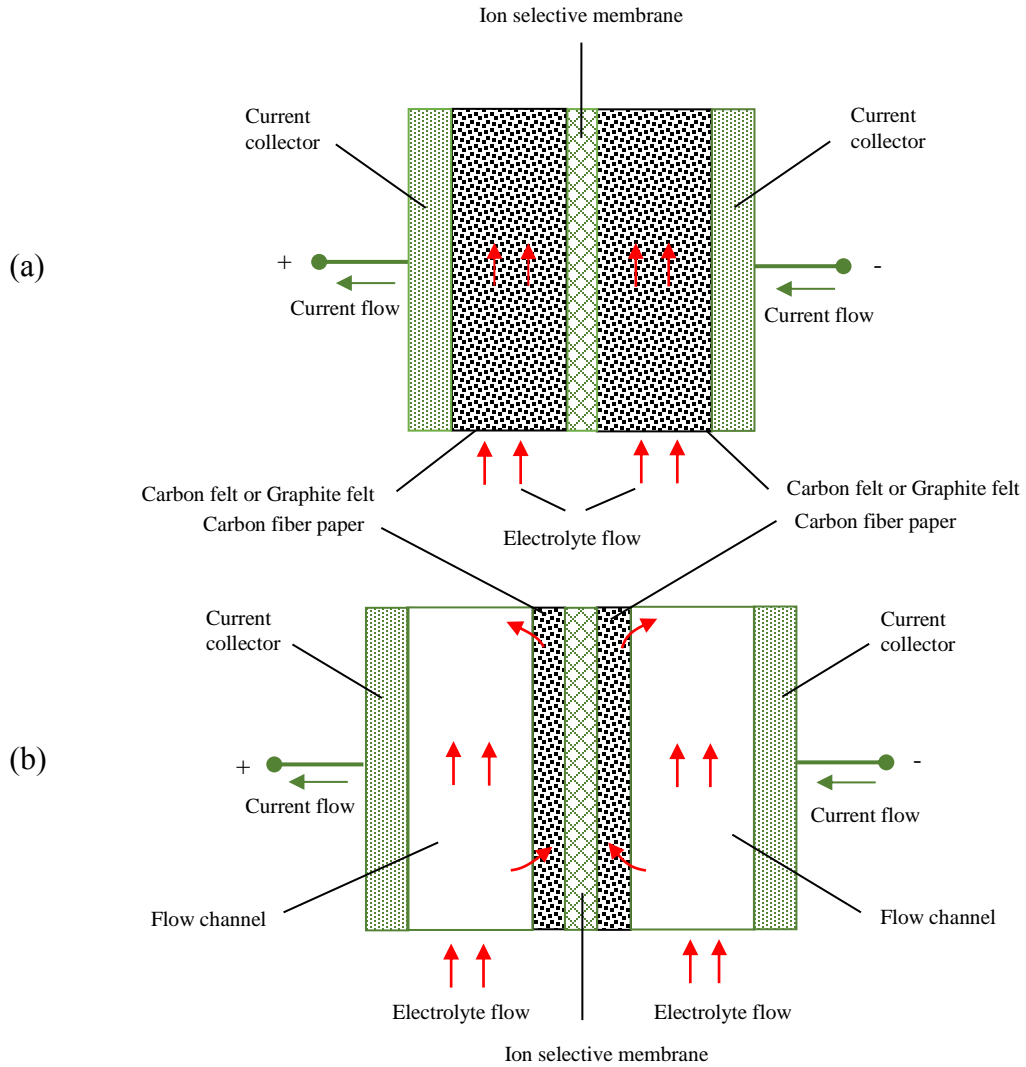 Ion selective membrane
Current
collector
Current
collector
(a)
+
-
Current flow
Current flow
Carbon felt or Graphite felt
Carbon felt or Graphite felt
Carbon fiber paper
Electrolyte flow
Carbon fiber paper
Current
collector
Current
collector
(b)
+
-
Current flow
Current flow
Flow channel
Flow channel
Electrolyte flow
Electrolyte flow
Ion selective membrane